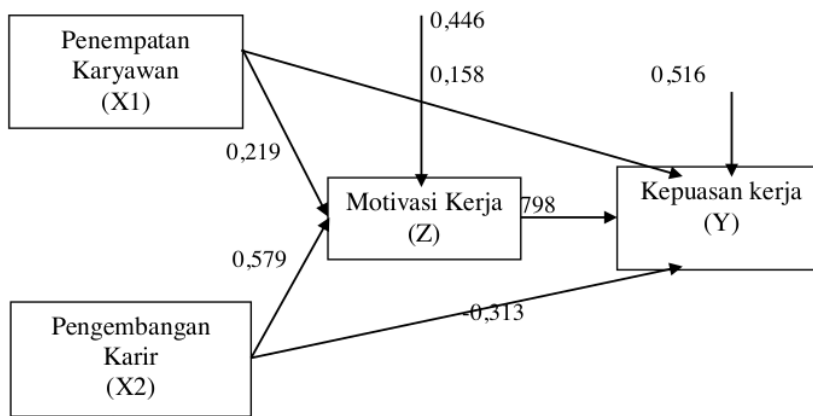 Penempatan
Karyawan
(X1)
0,446
0,158
0,516
0,219
Motivasi Kerja
(Z)
798
Kepuasan kerja
(Y)
0,579
-0,313
Pengembangan
Karir
(X2)